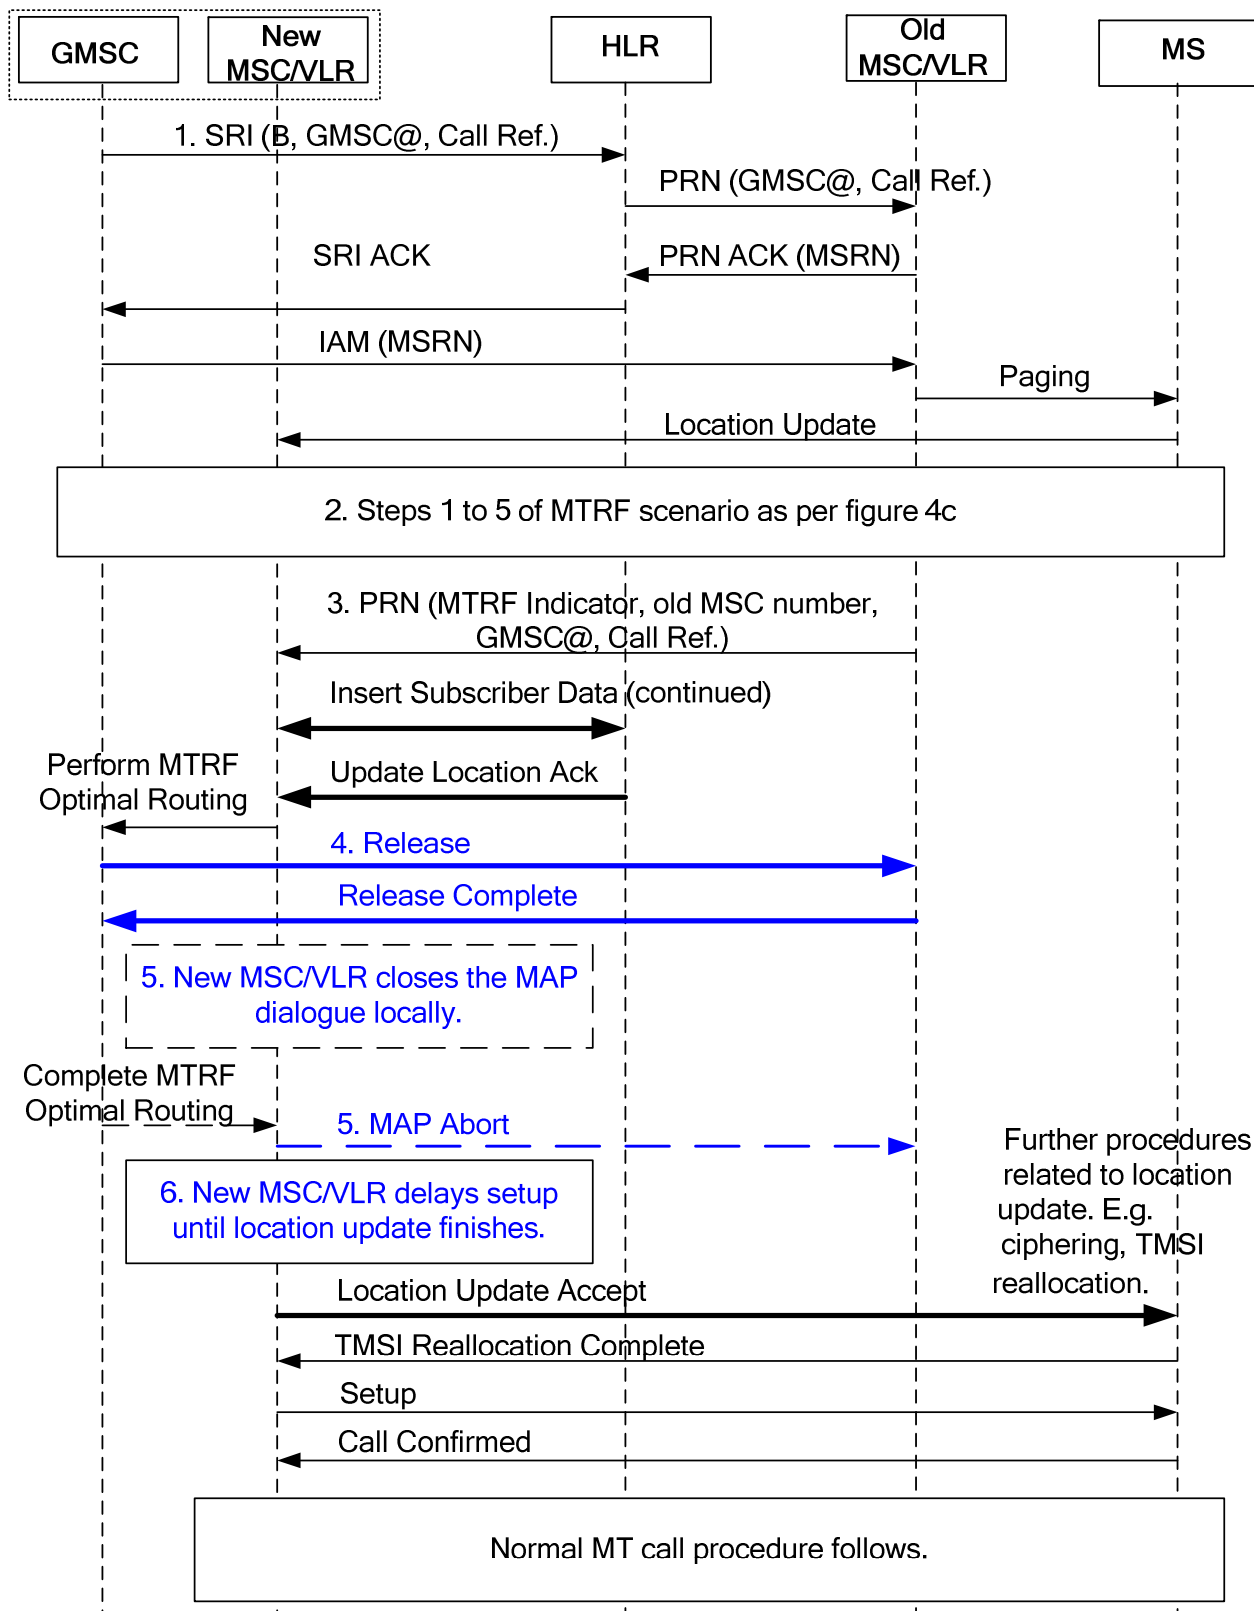 GMSC
New
MSC/VLR
HLR
Old
MSC/VLR
MS
1. SRI (B, GMSC@, Call Ref.)
PRN (GMSC@, Call Ref.)
SRI ACK
PRN ACK (MSRN)
IAM (MSRN)
Paging
Location Update
2. Steps 1 to 5 of MTRF scenario as per figure 4c
3. PRN (MTRF Indicator, old MSC number,
GMSC@, Call Ref.)
Insert Subscriber Data (continued)
Perform MTRF
Optimal Routing
Update Location Ack
4. Release
Release Complete
5. New MSC/VLR closes the MAP
dialogue locally.
Complete MTRF
Optimal Routing
5. MAP Abort
Further procedures
related to location
update. E.g.
ciphering, TMSI
reallocation.
6. New MSC/VLR delays setup
until location update finishes.
Location Update Accept
TMSI Reallocation Complete
Setup
Call Confirmed
Normal MT call procedure follows.